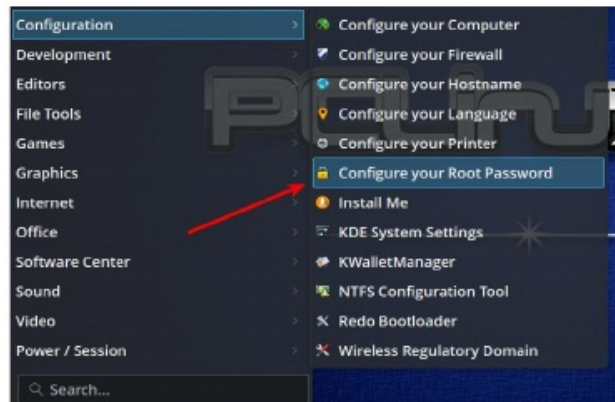 Configuration
Development
Editors
File Tools
Games
Graphics
Internet
Office
Software Center
Sound
Video
Power / Session
Search...
Configure your Computer
Configure your Firewall
Configure your Hostname
Configure your Language
Configure your Printer
Configure your Root Password
Install Me
KDE System Settings
KWalletManager
NTFS Configuration Tool
Redo Bootloader
Wireless Regulatory Domain
PCLinu